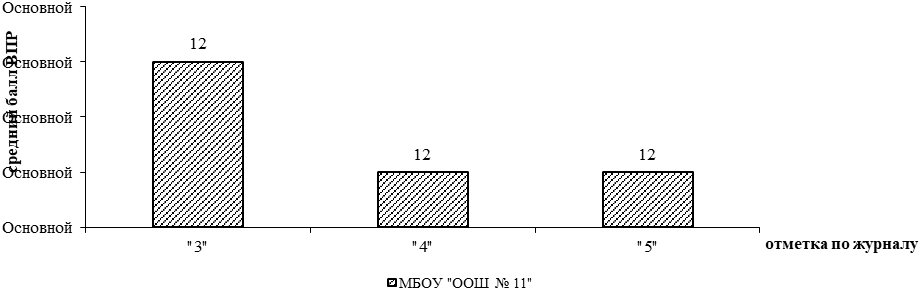 Основной
12
Основной
Основной
12
12
Основной
Основной
средний балл ВПР
"3"
"4"
"5"
отметка по журналу
МБОУ "ООШ № 11"